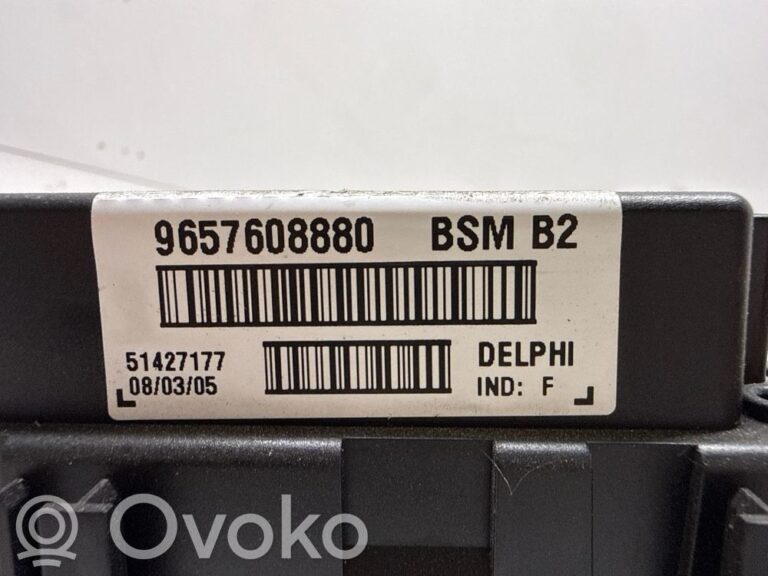 9657608880 BSM B2
51427177 DELPHI
08/03/05 IND: F
Ovoko